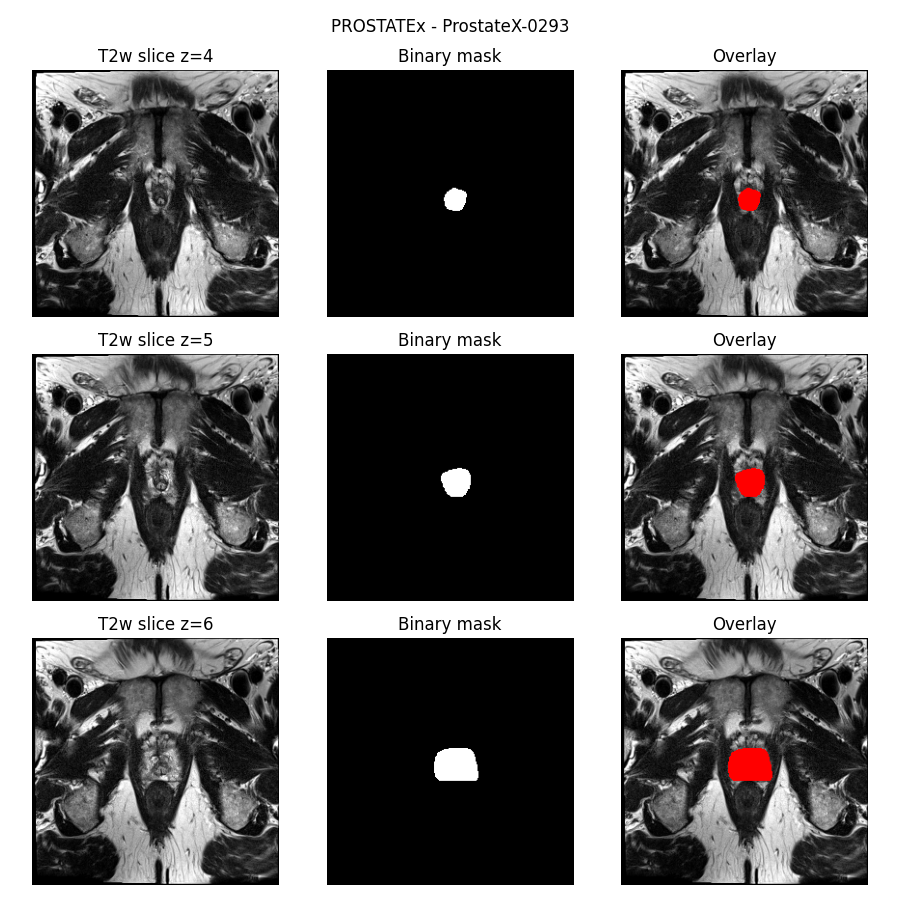 PROSTATEx - ProstateX-0293
T2w slice z=4 Binary mask Overlay
T2w slice z=5 Binary mask Overlay
T2w slice z=6 Binary mask Overlay